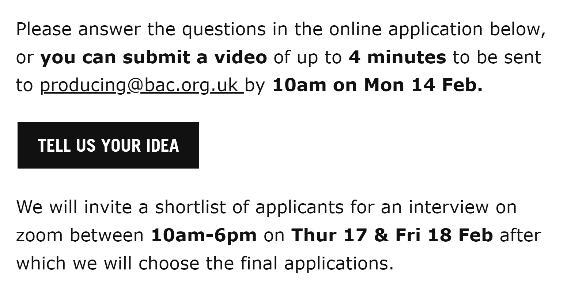 Please answer the questions in the online application below,
or you can submit a video of up to 4 minutes to be sent
to producing@bac.org.uk by 10am on Mon 14 Feb.
TELL US YOUR IDEA
We will invite a shortlist of applicants for an interview on
zoom between 10am-6pm on Thur 17 & Fri 18 Feb after
which we will choose the final applications.